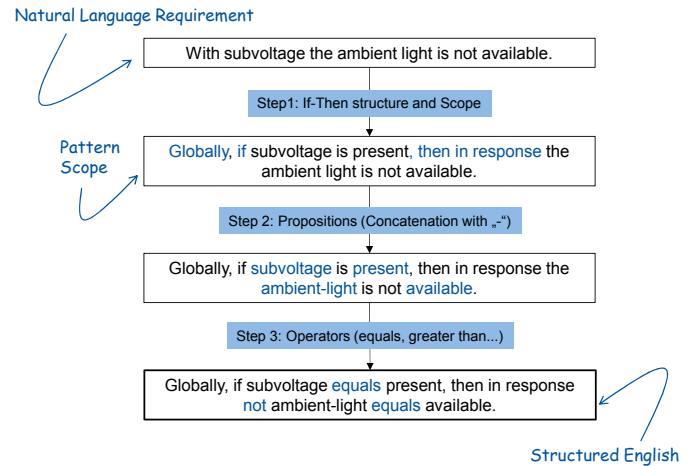 Natural Language Requirement
With subvoltage the ambient light is not available.
Step1: If-Then structure and Scope
Pattern
Scope
Globally, if subvoltage is present, then in response the
ambient light is not available.
Step 2: Propositions (Concatenation with „-“)
Globally, if subvoltage is present, then in response the
ambient-light is not available.
Step 3: Operators (equals, greater than...)
Globally, if subvoltage equals present, then in response
not ambient-light equals available.
Structured English